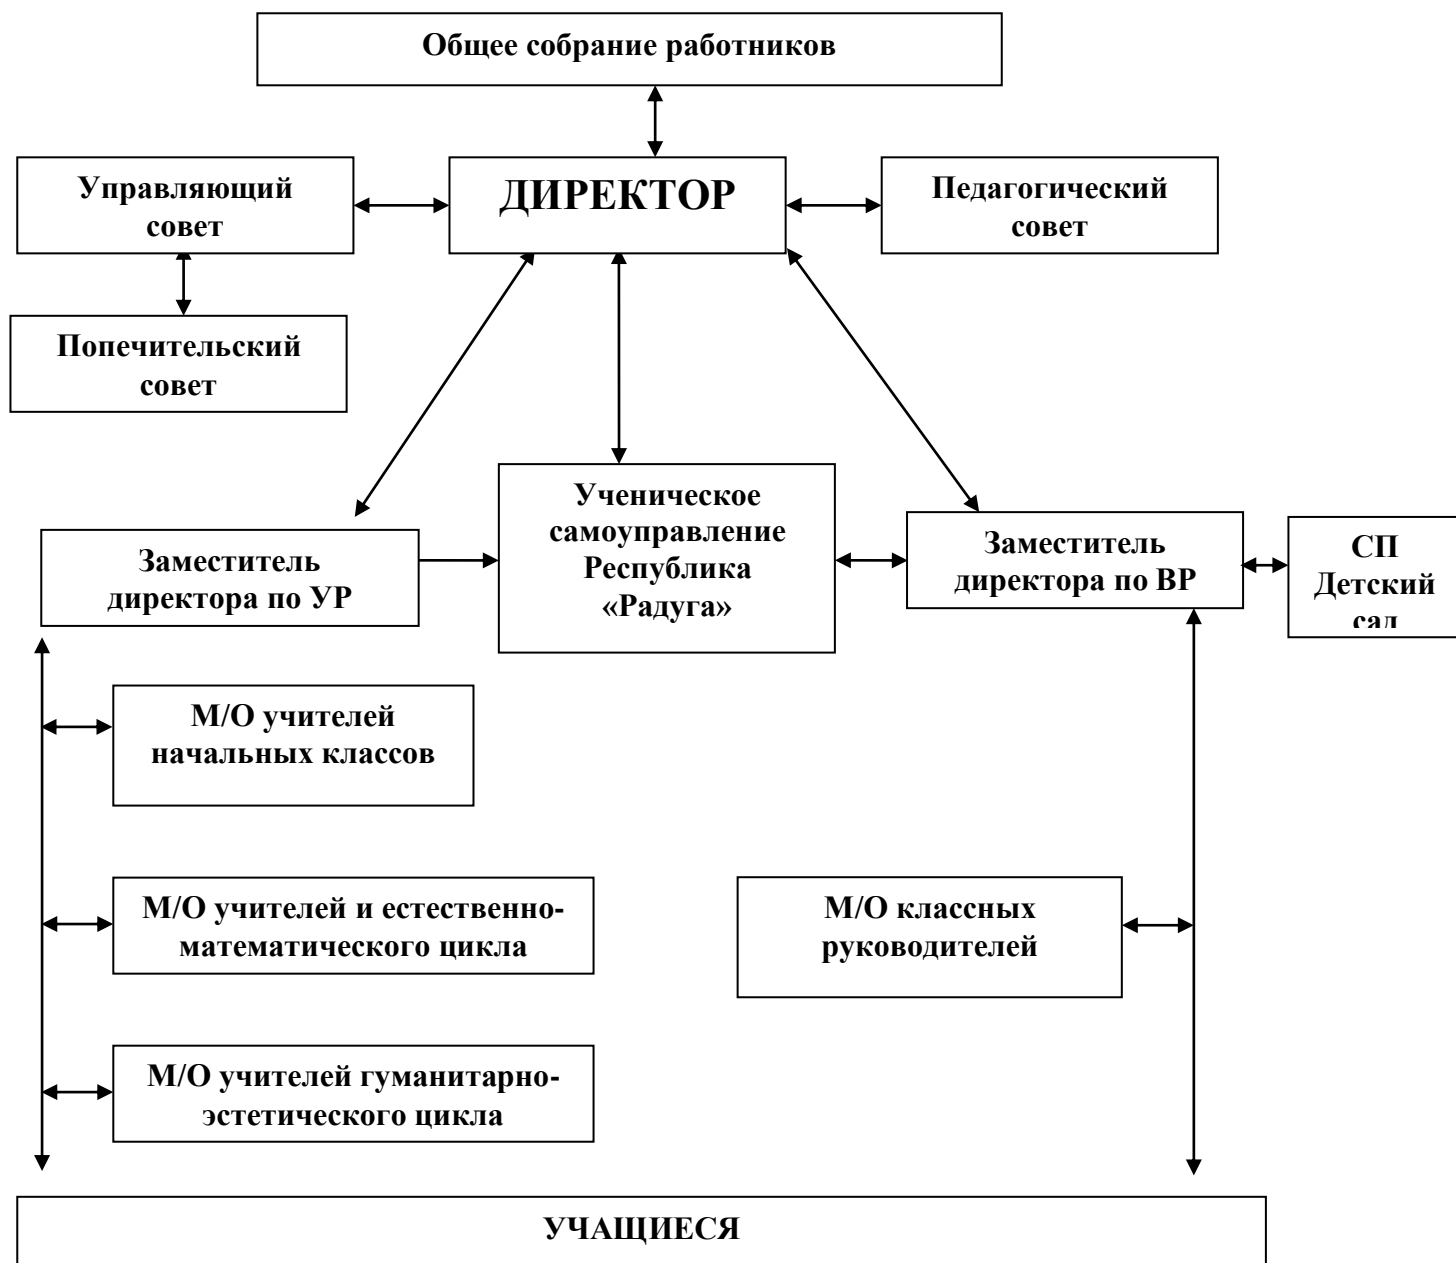 Общее собрание работников
Управляющий
совет
ДИРЕКТОР
Педагогический
совет
Попечительский
совет
Заместитель
директора по УР
Ученическое
самоуправление
Республика
«Радуга»
Заместитель
директора по ВР
СП
Детский
сад
М/О учителей
начальных классов
М/О учителей и естественно-
математического цикла
М/О классных
руководителей
М/О учителей гуманитарно-
эстетического цикла
УЧАЩИЕСЯ